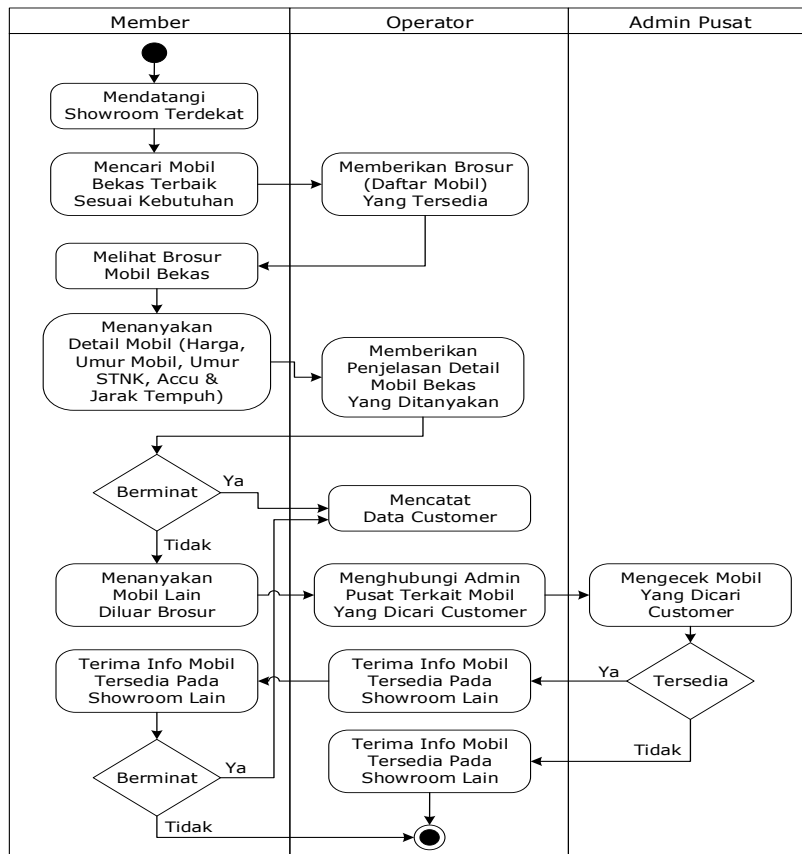 Member
Operator
Admin Pusat
Mendatangi
Showroom Terdekat
Mencari Mobil
Bekas Terbaik
Sesuai Kebutuhan
Memberikan Brosur
(Daftar Mobil)
Yang Tersedia
Melihat Brosur
Mobil Bekas
Menanyakan
Detail Mobil (Harga,
Umur Mobil, Umur
STNK, Accu &
Jarak Tempuh)
Memberikan
Penjelasan Detail
Mobil Bekas
Yang Ditanyakan
Berminat
Ya
Mencatat
Data Customer
Tidak
Menanyakan
Mobil Lain
Diluar Brosur
Menghubungi Admin
Pusat Terkait Mobil
Yang Dicari Customer
Mengecek Mobil
Yang Dicari
Customer
Terima Info Mobil
Tersedia Pada
Showroom Lain
Terima Info Mobil
Tersedia Pada
Showroom Lain
Ya
Tersedia
Tidak
Terima Info Mobil
Tersedia Pada
Showroom Lain
Berminat
Ya
Tidak